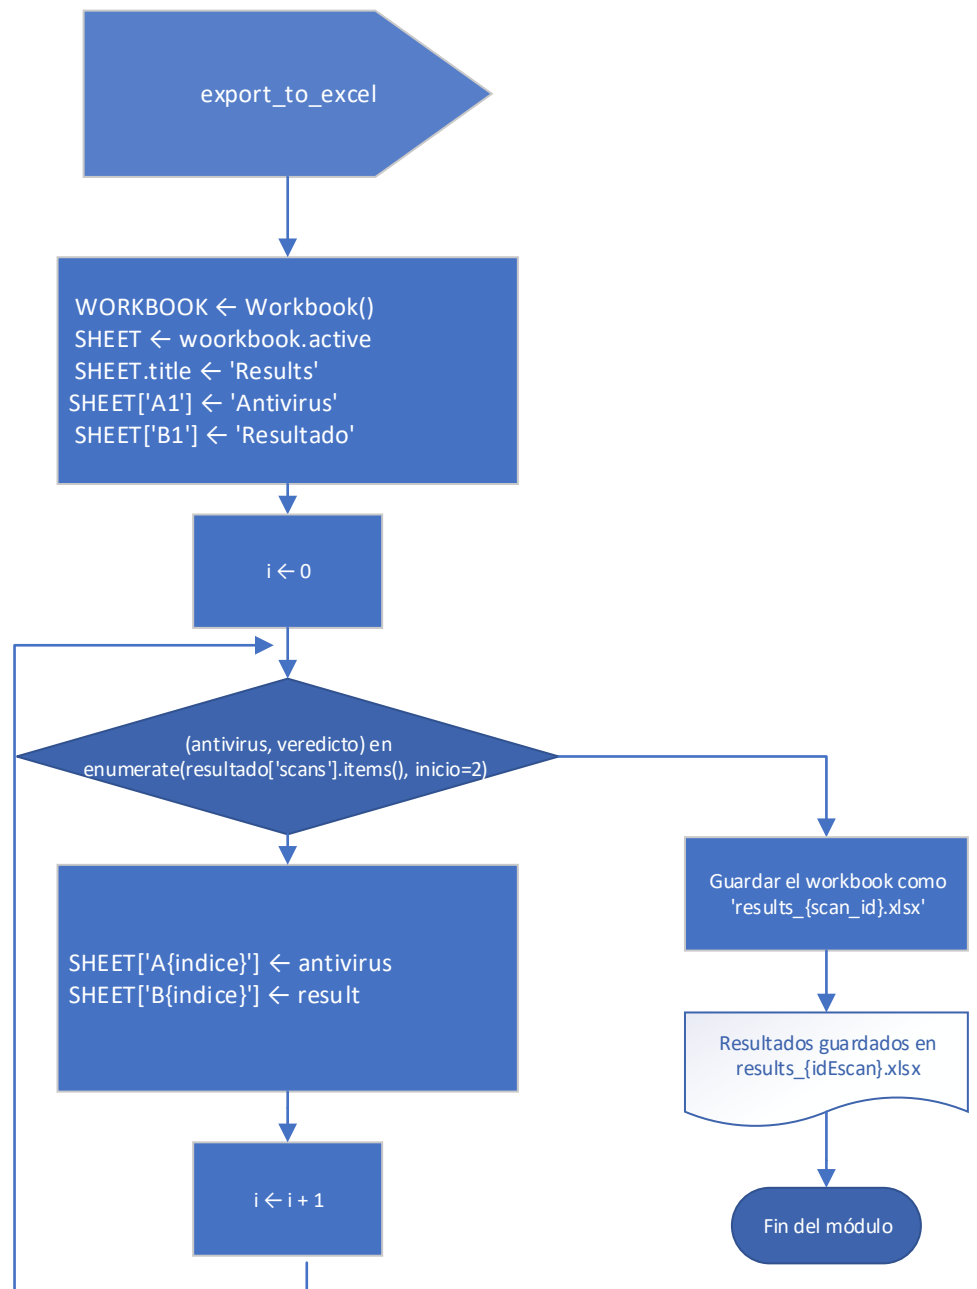 export_to_excel
WORKBOOK ← Workbook()
SHEET ← woorkbook.active
SHEET.title ← 'Results'
SHEET['A1'] ← 'Antivirus'
SHEET['B1'] ← 'Resultado'
i ← 0
(antivirus, veredicto) en
enumerate(resultado['scans'].items(), inicio=2)
SHEET['A{indice}'] ← antivirus
SHEET['B{indice}'] ← result
i ← i + 1
Guardar el workbook como
'results_{scan_id}.xlsx'
Resultados guardados en
results_{idEscan}.xlsx
Fin del módulo